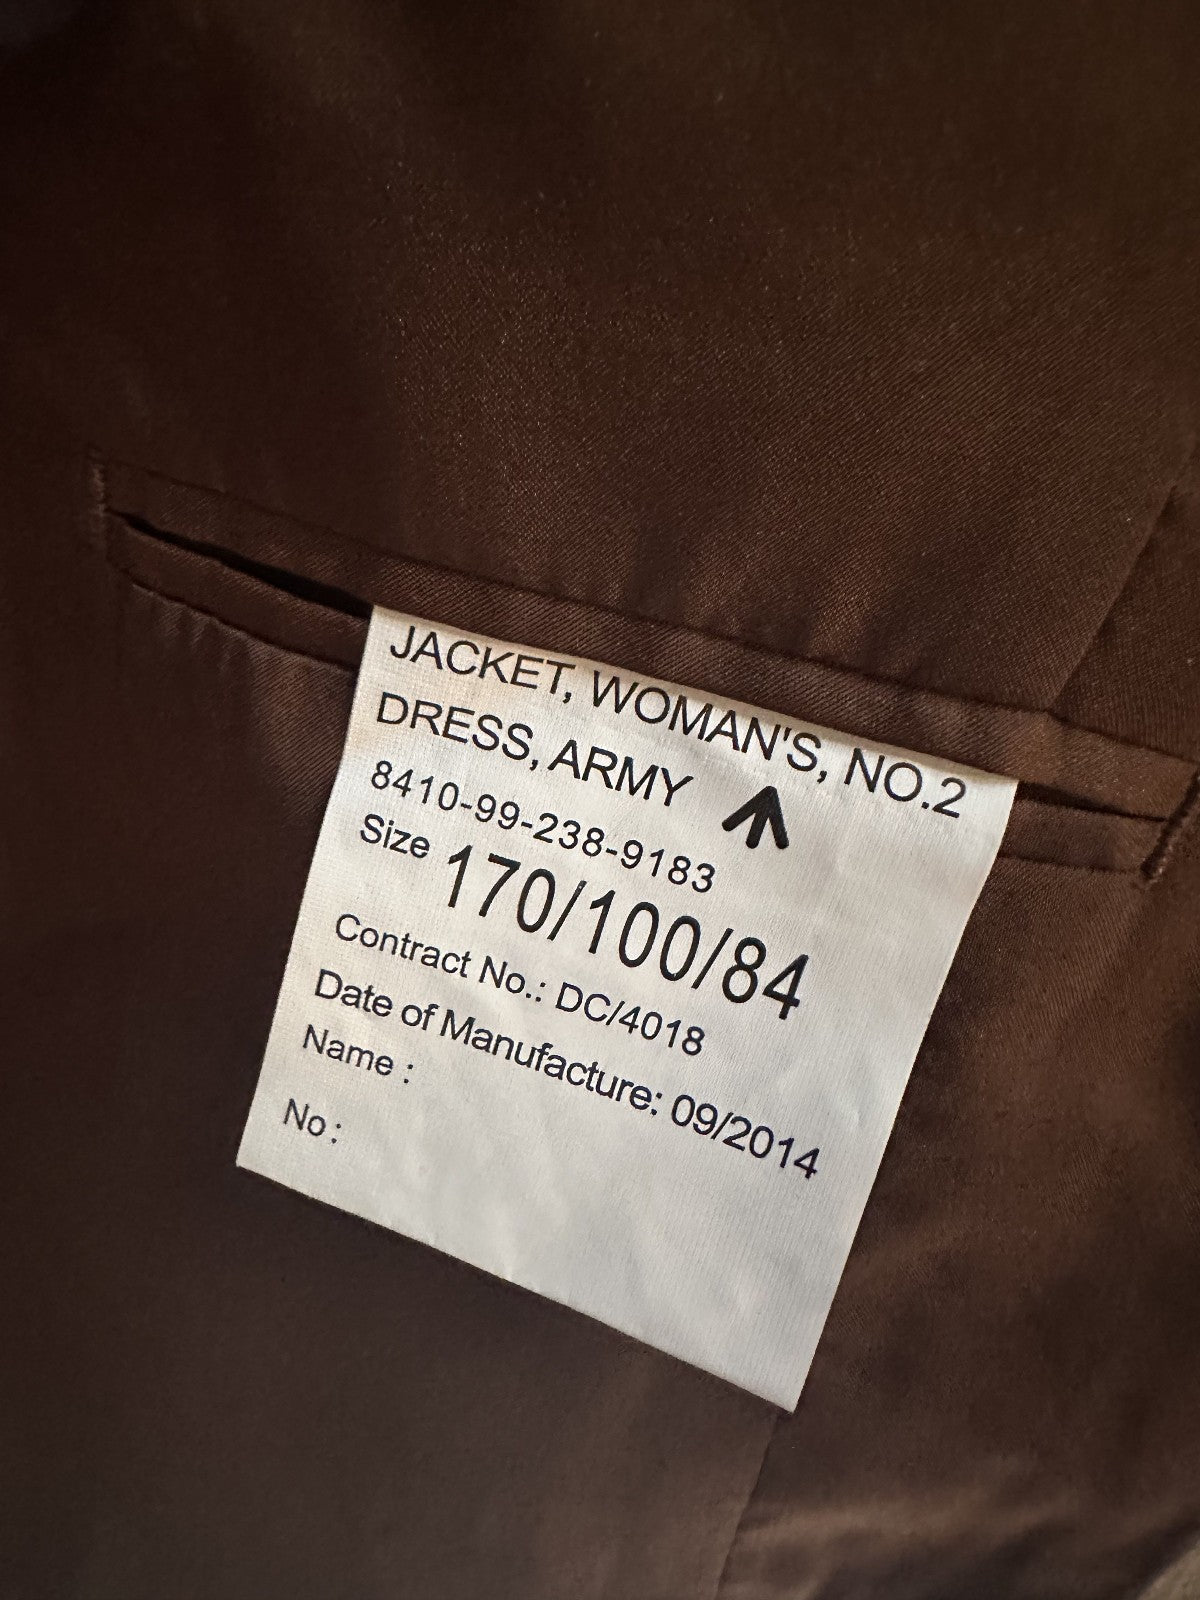 JACKET, WOMAN'S, NO.2
DRESS, ARMY
8410-99-238-9183
Size 170/100/84
Contract No.: DC/4018
Date of Manufacture: 09/2014
Name :
No :